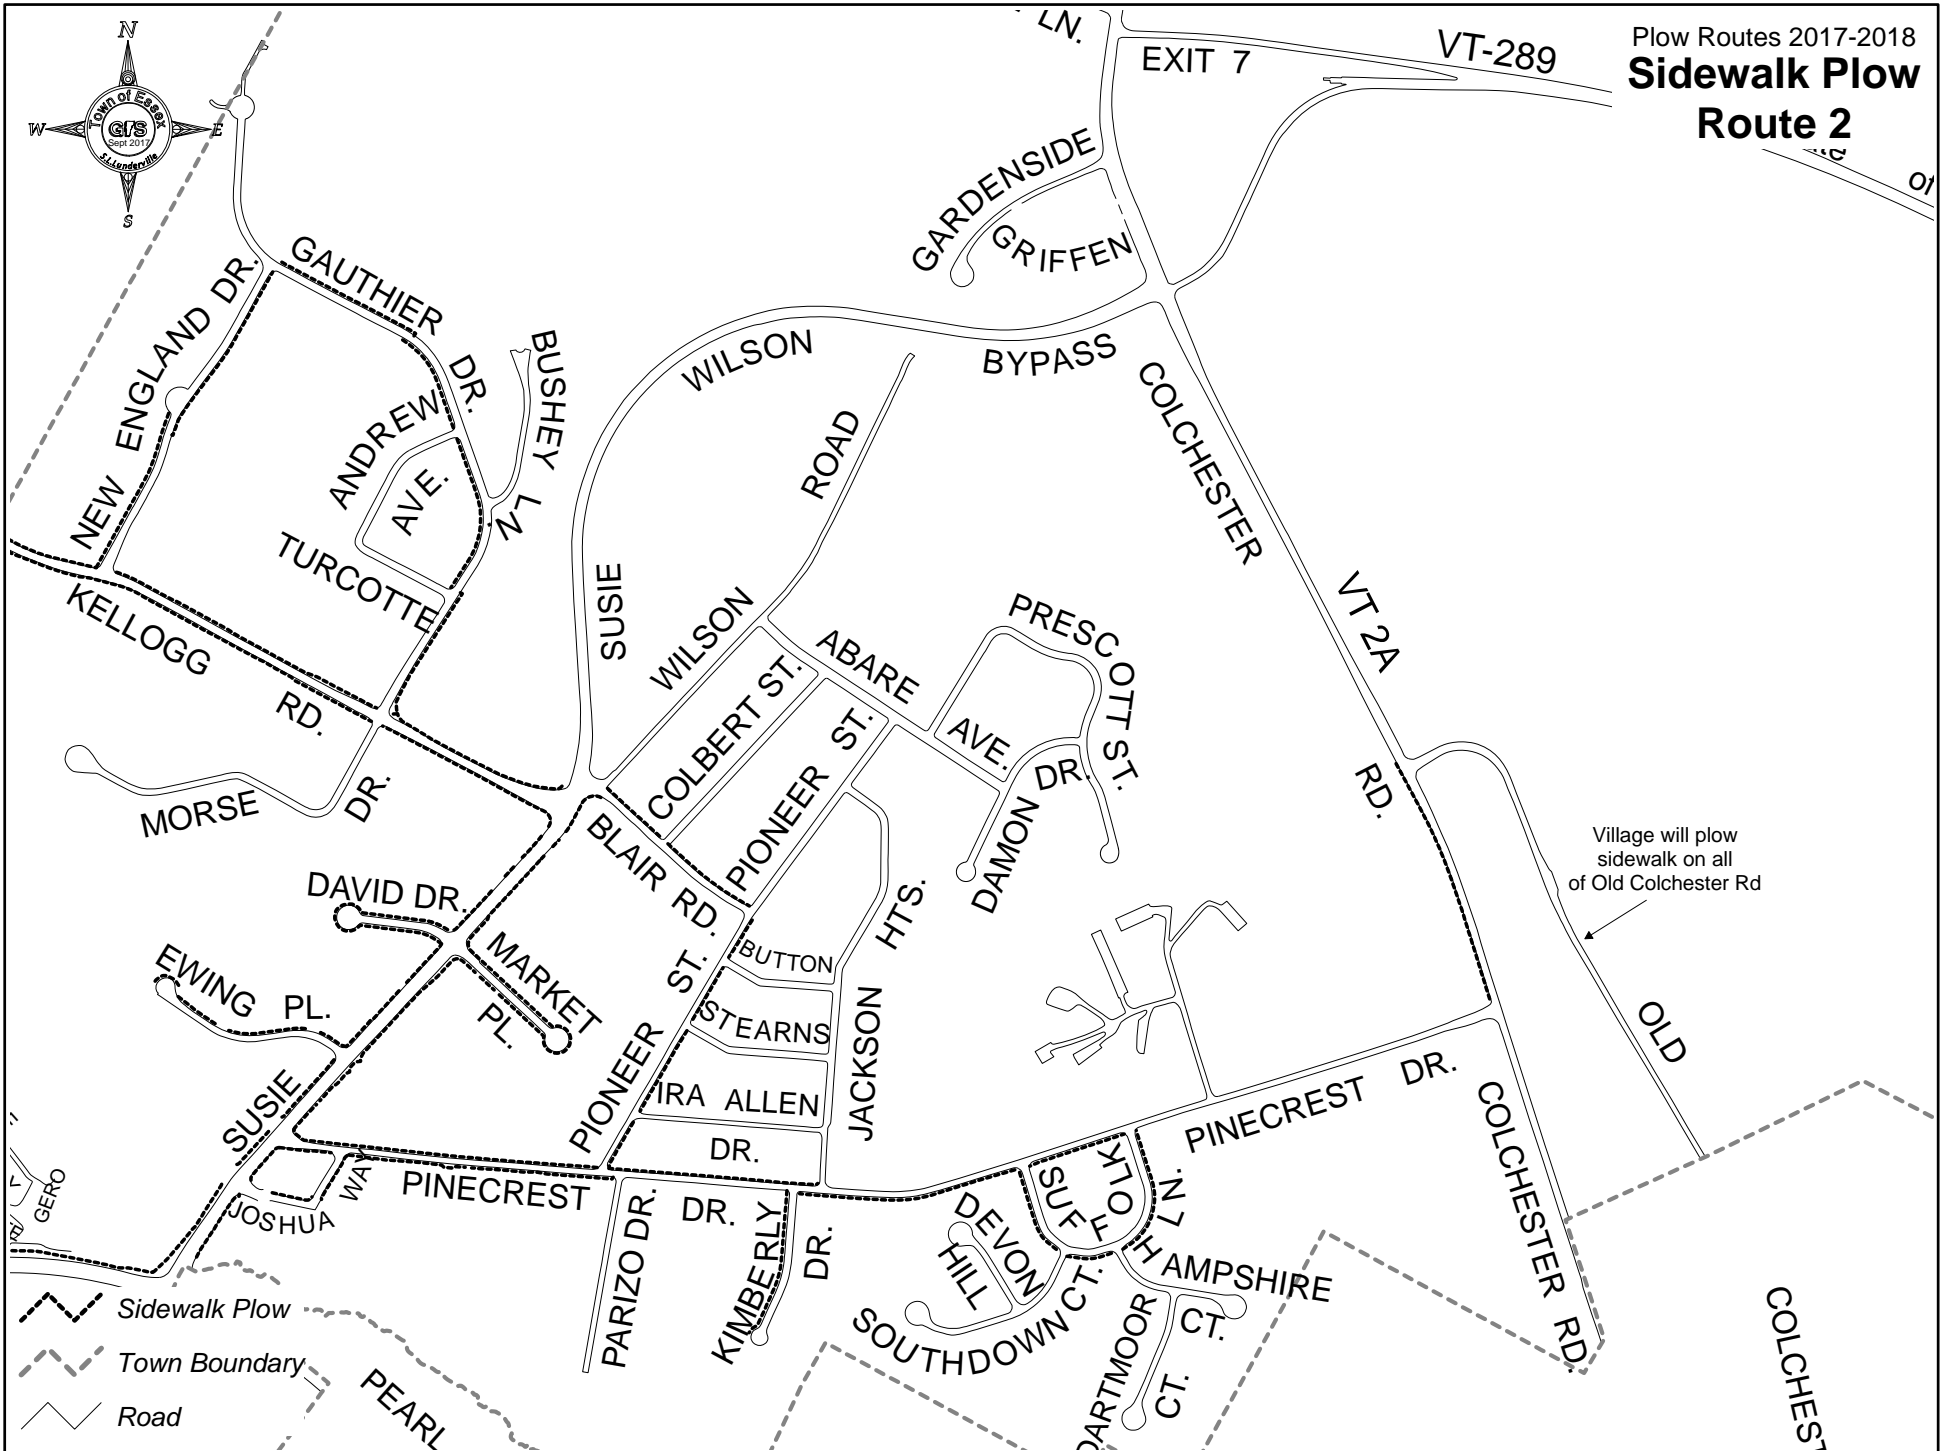 Plow Routes 2017-2018
Sidewalk Plow
Route 2
N
W
E
S
Town of Essex
GIS
Sept 2017
S.L.Lunderville
LN.
EXIT 7
VT-289
of
GARDENSIDE
GRIFFEN
NEW ENGLAND DR.
GAUTHIER DR.
BUSHEY LN.
ANDREW AVE.
TURCOTTE
KELLOGG RD.
MORSE DR.
SUSIE WILSON BYPASS
WILSON ROAD
COLCHESTER RD.
VT 2A
ABARE AVE.
PRESCOTT ST.
COLBERT ST.
PIONEER ST.
DAMON DR.
BLAIR RD.
DAVID DR.
MARKET PL.
EWING PL.
SUSIE
PIONEER ST.
BUTTON
STEARNS
IRA ALLEN DR.
JACKSON HTS.
Village will plow
sidewalk on all
of Old Colchester Rd
OLD
PINECREST DR.
PINECREST DR.
JOSHUA WAY
GERO
PARIZO DR.
KIMBERLY DR.
SUFFOLK LN.
DEVON
HILL
SOUTHDOWN CT.
HAMPSHIRE CT.
DARTMOOR CT.
COLCHESTER RD.
COLCHEST
PEARL
Sidewalk Plow
Town Boundary
Road